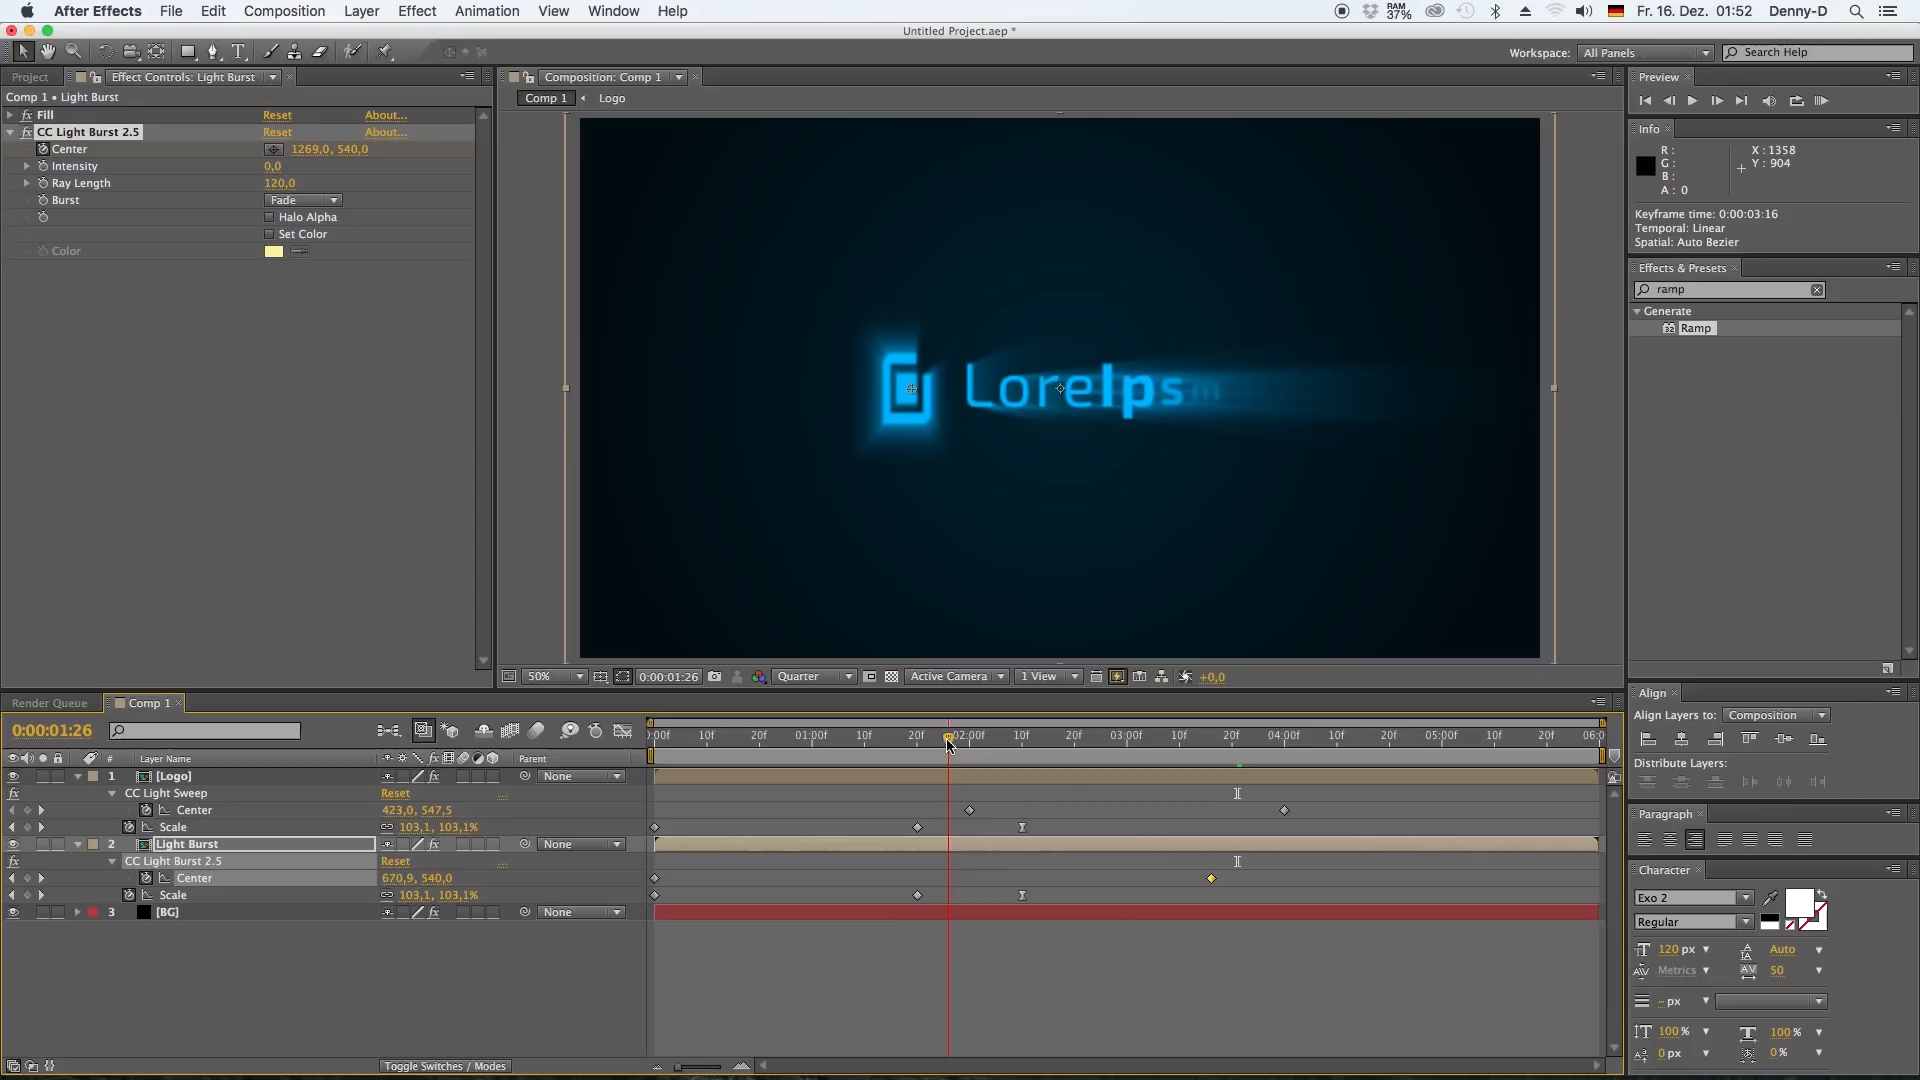 After Effects File Edit Composition Layer Effect Animation View Window Help RAM 37% Fr. 16. Dez. 01:52 Denny-D
Untitled Project.aep *
Workspace: All Panels Search Help
Project Effect Controls: Light Burst
Comp 1 • Light Burst
Fill Reset About...
CC Light Burst 2.5 Reset About...
Center 1269,0, 540,0
Intensity 0,0
Ray Length 120,0
Burst Fade
Halo Alpha
Set Color
Color
Composition: Comp 1
Comp 1 Logo
LoreIpsm
50% 0:00:01:26 Quarter Active Camera 1 View +0,0
Preview
Info
R : X : 1358
G : Y : 904
B :
A : 0
Keyframe time: 0:00:03:16
Temporal: Linear
Spatial: Auto Bezier
Effects & Presets
ramp
Generate
32 Ramp
Render Queue Comp 1
0:00:01:26
):00f 10f 20f 01:00f 10f 20f 02:00f 10f 20f 03:00f 10f 20f 04:00f 10f 20f 05:00f 10f 20f 06:0
# Layer Name fx Parent
1 [Logo] fx None
fx CC Light Sweep Reset ...
Center 423,0, 547,5
Scale 103,1, 103,1%
2 Light Burst fx None
fx CC Light Burst 2.5 Reset ...
Center 670,9, 540,0
Scale 103,1, 103,1%
3 [BG] fx None
Toggle Switches / Modes
Align
Align Layers to: Composition
Distribute Layers:
Paragraph
Character
Exo 2
Regular
120 px Auto
Metrics 50
- px
100 % 100 %
0 px 0 %